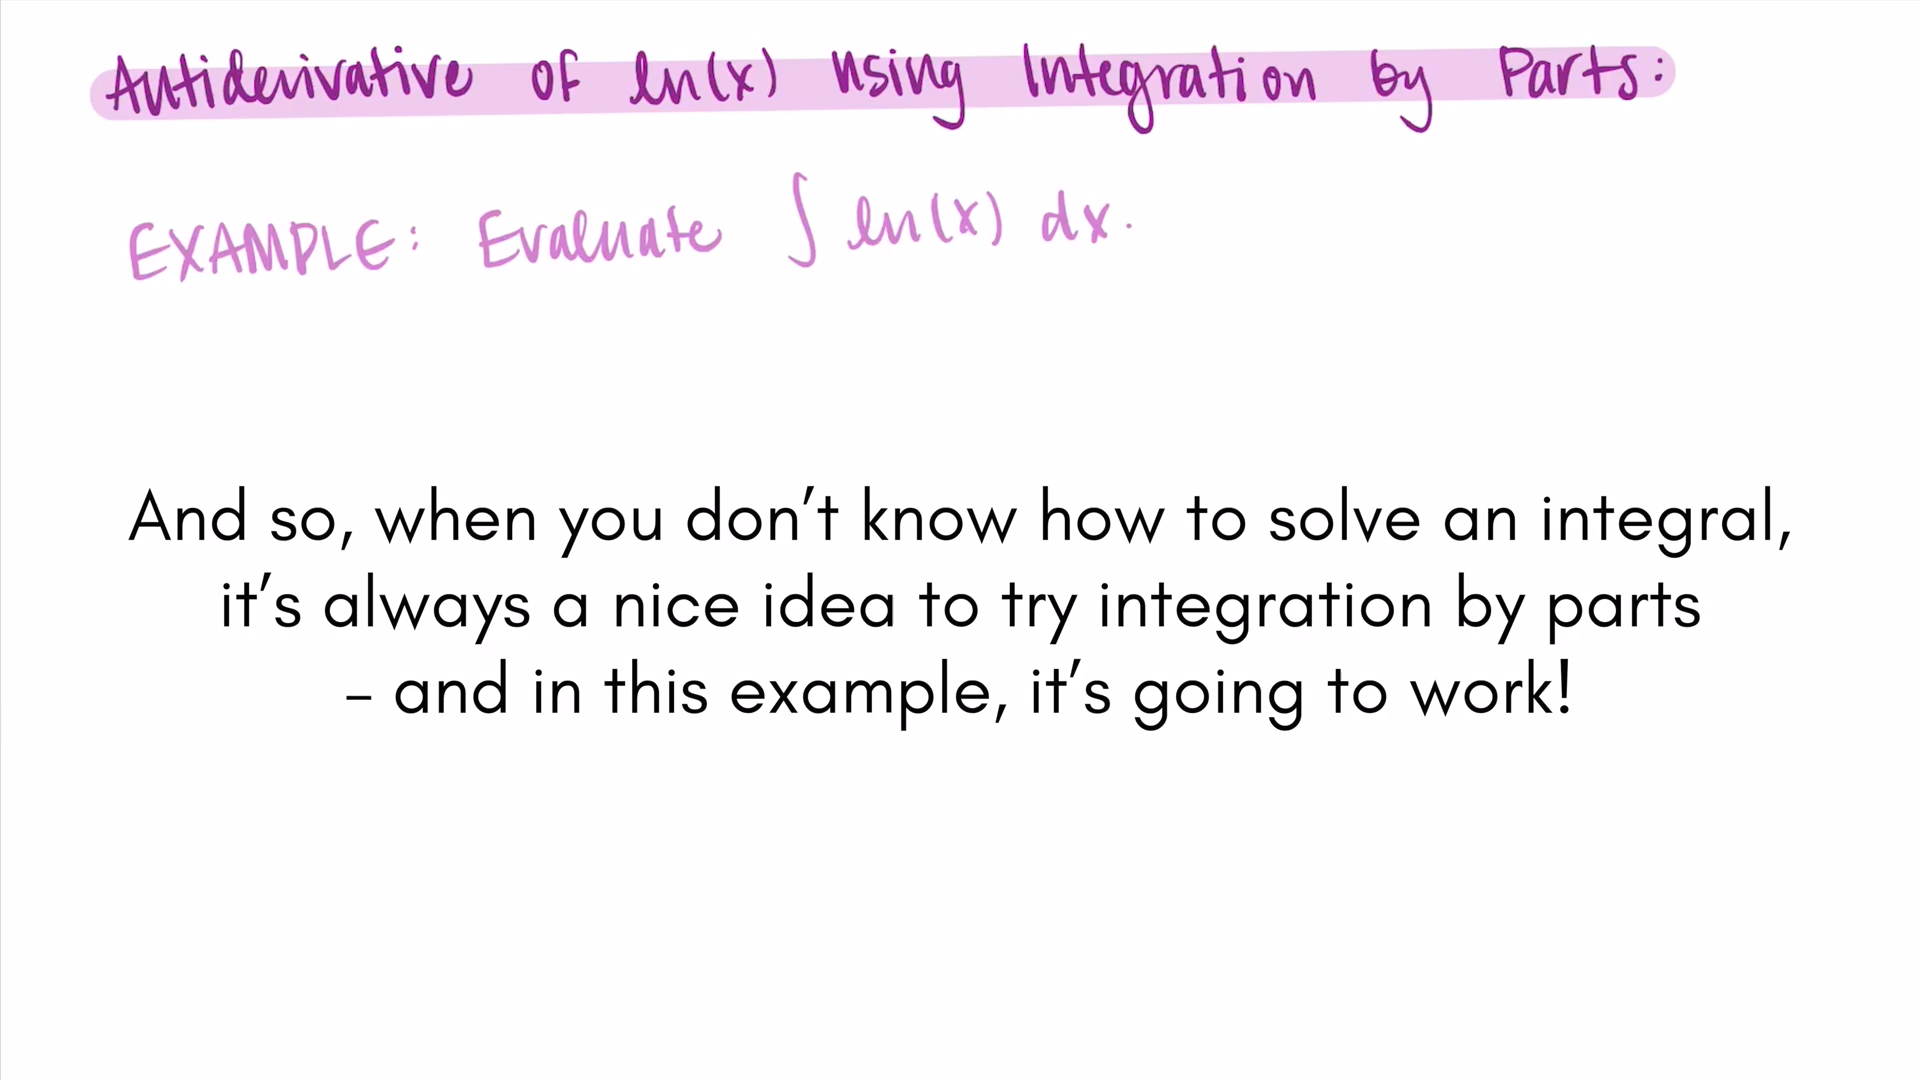 Antiderivative of ln(x) using Integration by Parts:
EXAMPLE: Evaluate ∫ ln(x) dx.
And so, when you don’t know how to solve an integral,
it’s always a nice idea to try integration by parts
– and in this example, it’s going to work!